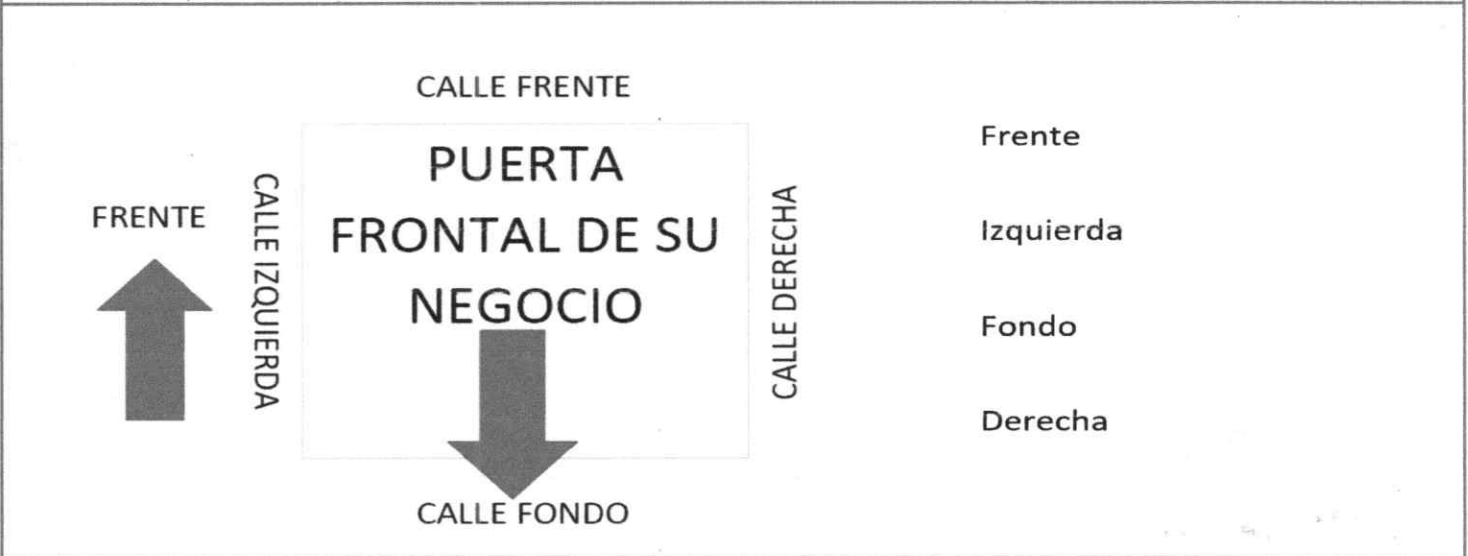 CALLE FRENTE
PUERTA
FRONTAL DE SU
NEGOCIO
FRENTE
CALLE IZQUIERDA
CALLE DERECHA
CALLE FONDO
Frente
Izquierda
Fondo
Derecha